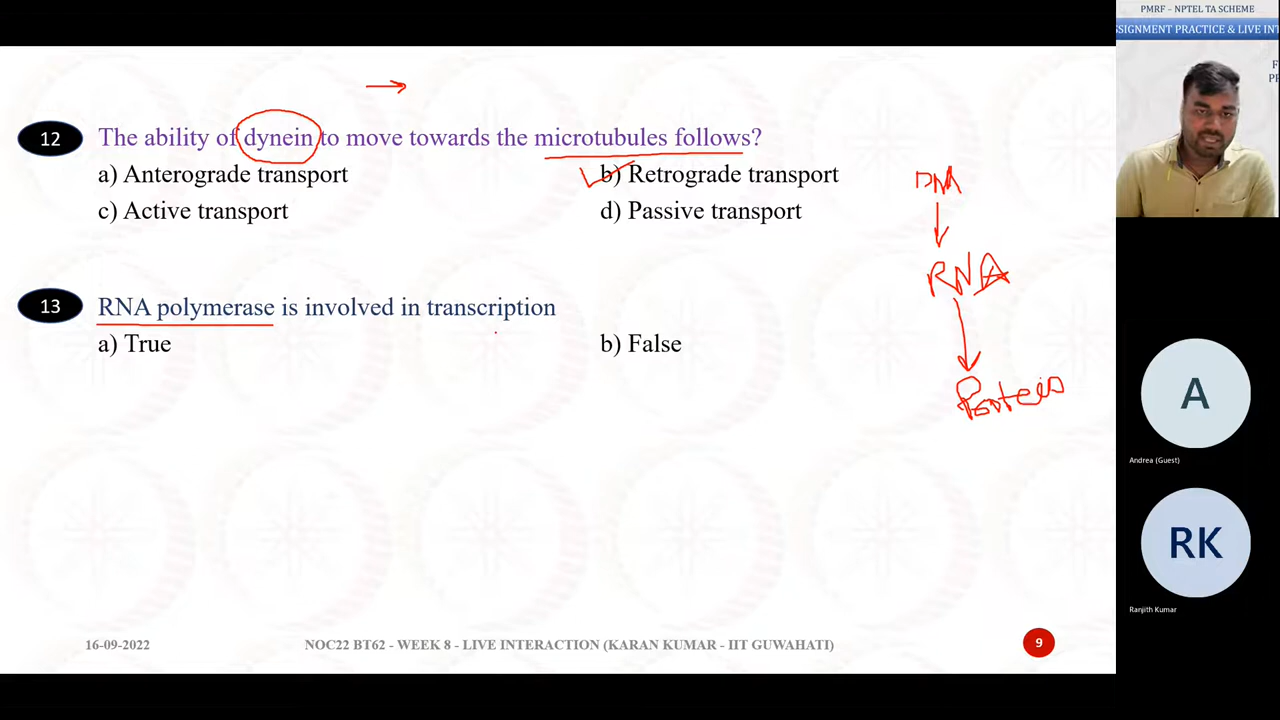 PMRF – NPTEL TA SCHEME
SSIGNMENT PRACTICE & LIVE INT
12 The ability of dynein to move towards the microtubules follows?
a) Anterograde transport b) Retrograde transport
c) Active transport d) Passive transport
DNA
RNA
13 RNA polymerase is involved in transcription
a) True b) False
Protein
A
Andrea (Guest)
RK
Ranjith Kumar
16-09-2022 NOC22 BT62 - WEEK 8 - LIVE INTERACTION (KARAN KUMAR - IIT GUWAHATI) 9